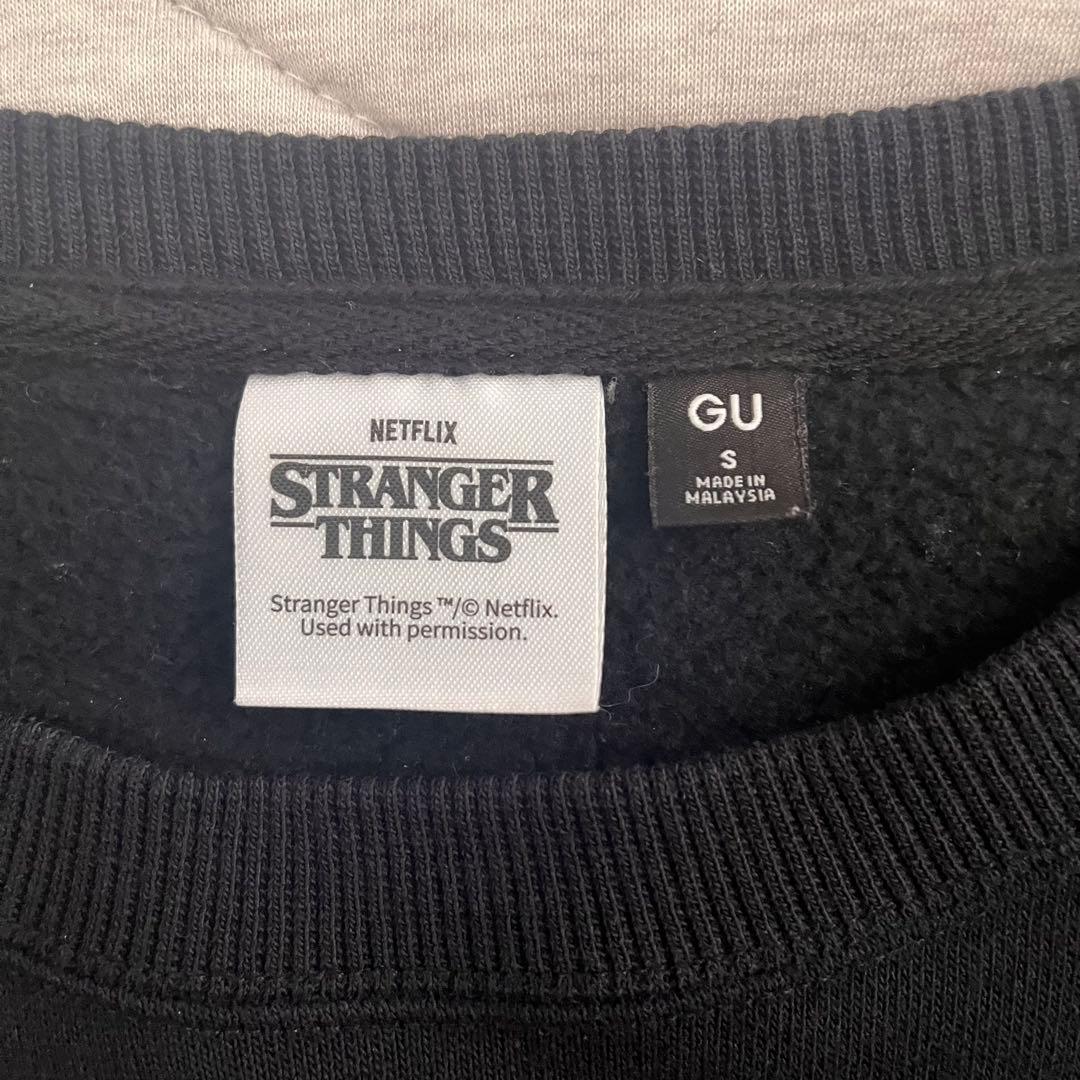 NETFLIX
STRANGER
THINGS
Stranger Things ™/© Netflix.
Used with permission.
GU
S
MADE IN
MALAYSIA